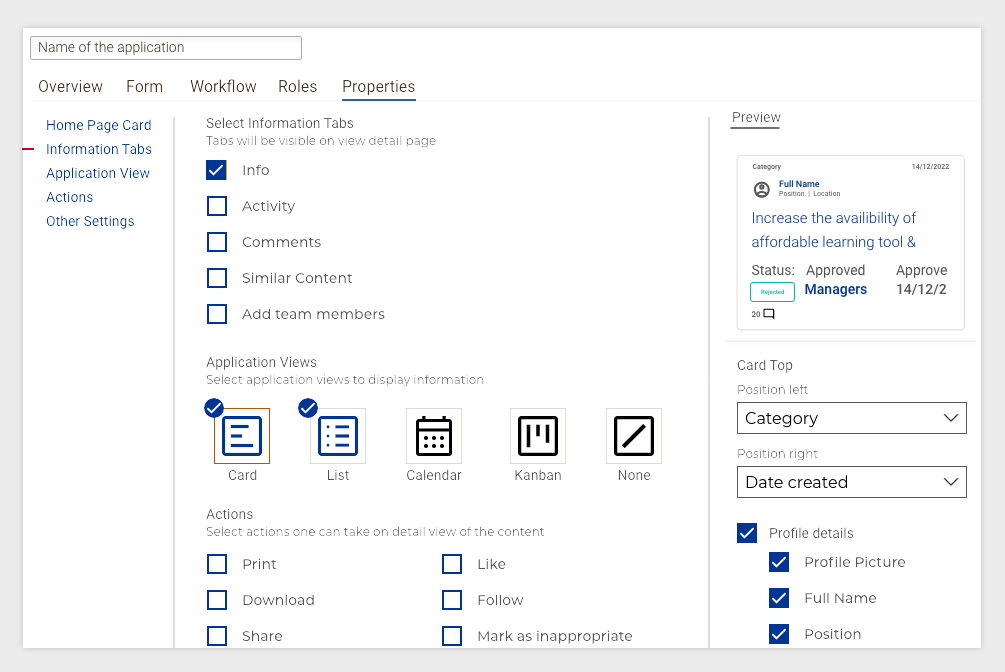 Name of the application
Overview Form Workflow Roles Properties
Home Page Card
Information Tabs
Application View
Actions
Other Settings
Select Information Tabs
Tabs will be visible on view detail page
Info
Activity
Comments
Similar Content
Add team members
Application Views
Select application views to display information
Card List Calendar Kanban None
Actions
Select actions one can take on detail view of the content
Print Like
Download Follow
Share Mark as inappropriate
Preview
Category 14/12/2022
Full Name
Position. | Location
Increase the availibility of
affordable learning tool &
Status: Approved Approve
Rejected Managers 14/12/2
20
Card Top
Position left
Category
Position right
Date created
Profile details
Profile Picture
Full Name
Position